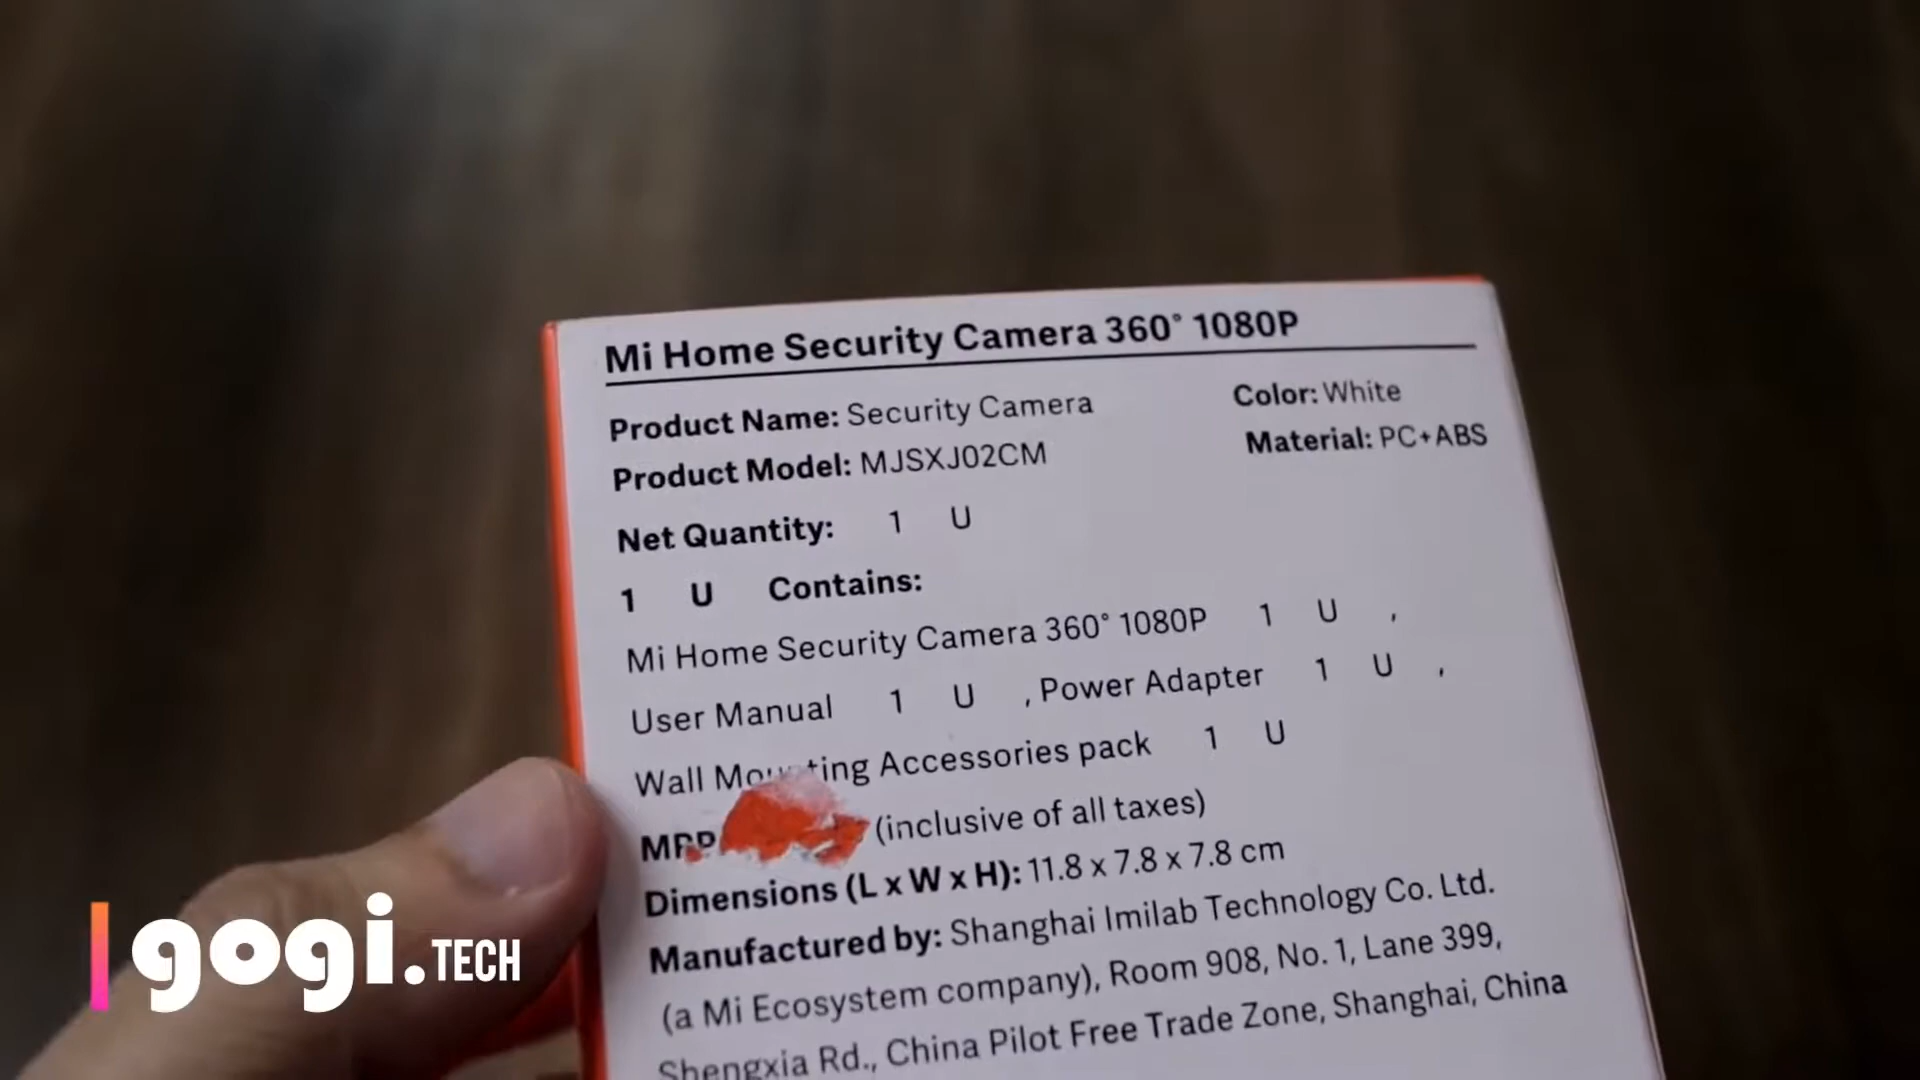 Mi Home Security Camera 360° 1080P
Product Name: Security Camera
Color: White
Product Model: MJSXJ02CM
Material: PC+ABS
Net Quantity: 1 U
1 U Contains:
Mi Home Security Camera 360° 1080P 1 U ,
User Manual 1 U , Power Adapter 1 U ,
Wall Mounting Accessories pack 1 U
MRP (inclusive of all taxes)
Dimensions (L x W x H): 11.8 x 7.8 x 7.8 cm
Manufactured by: Shanghai Imilab Technology Co. Ltd.
(a Mi Ecosystem company), Room 908, No. 1, Lane 399,
Shengxia Rd., China Pilot Free Trade Zone, Shanghai, China
gogi.TECH